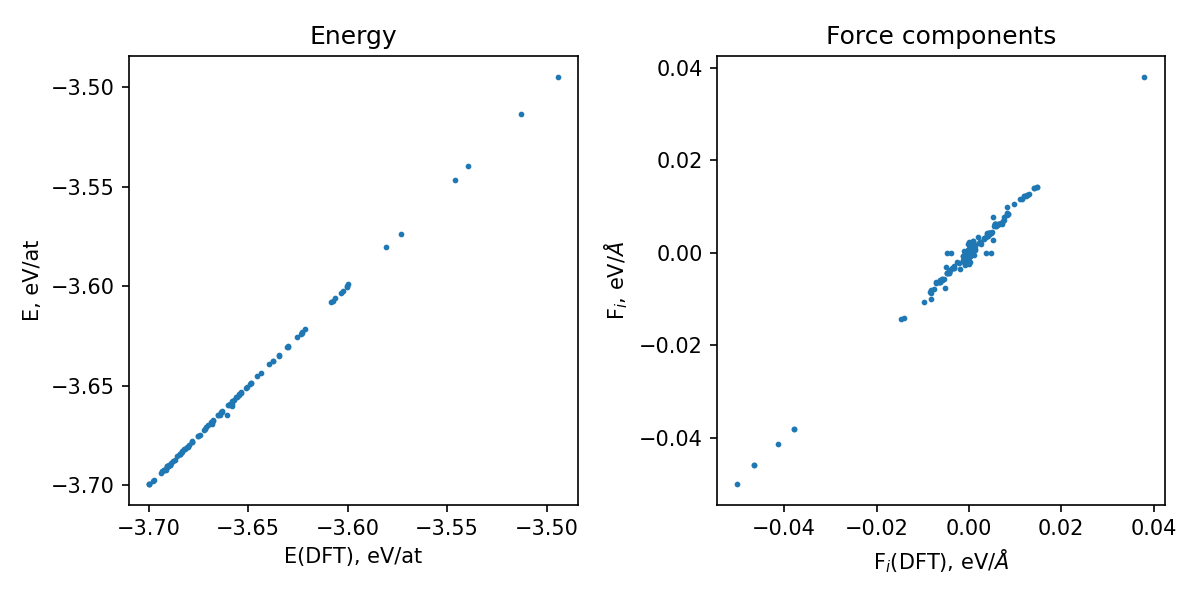 Energy
−3.50
−3.55
−3.60
−3.65
−3.70
E, eV/at
−3.70 −3.65 −3.60 −3.55 −3.50
E(DFT), eV/at
Force components
0.04
0.02
0.00
−0.02
−0.04
Fᵢ, eV/Å
−0.04 −0.02 0.00 0.02 0.04
Fᵢ(DFT), eV/Å